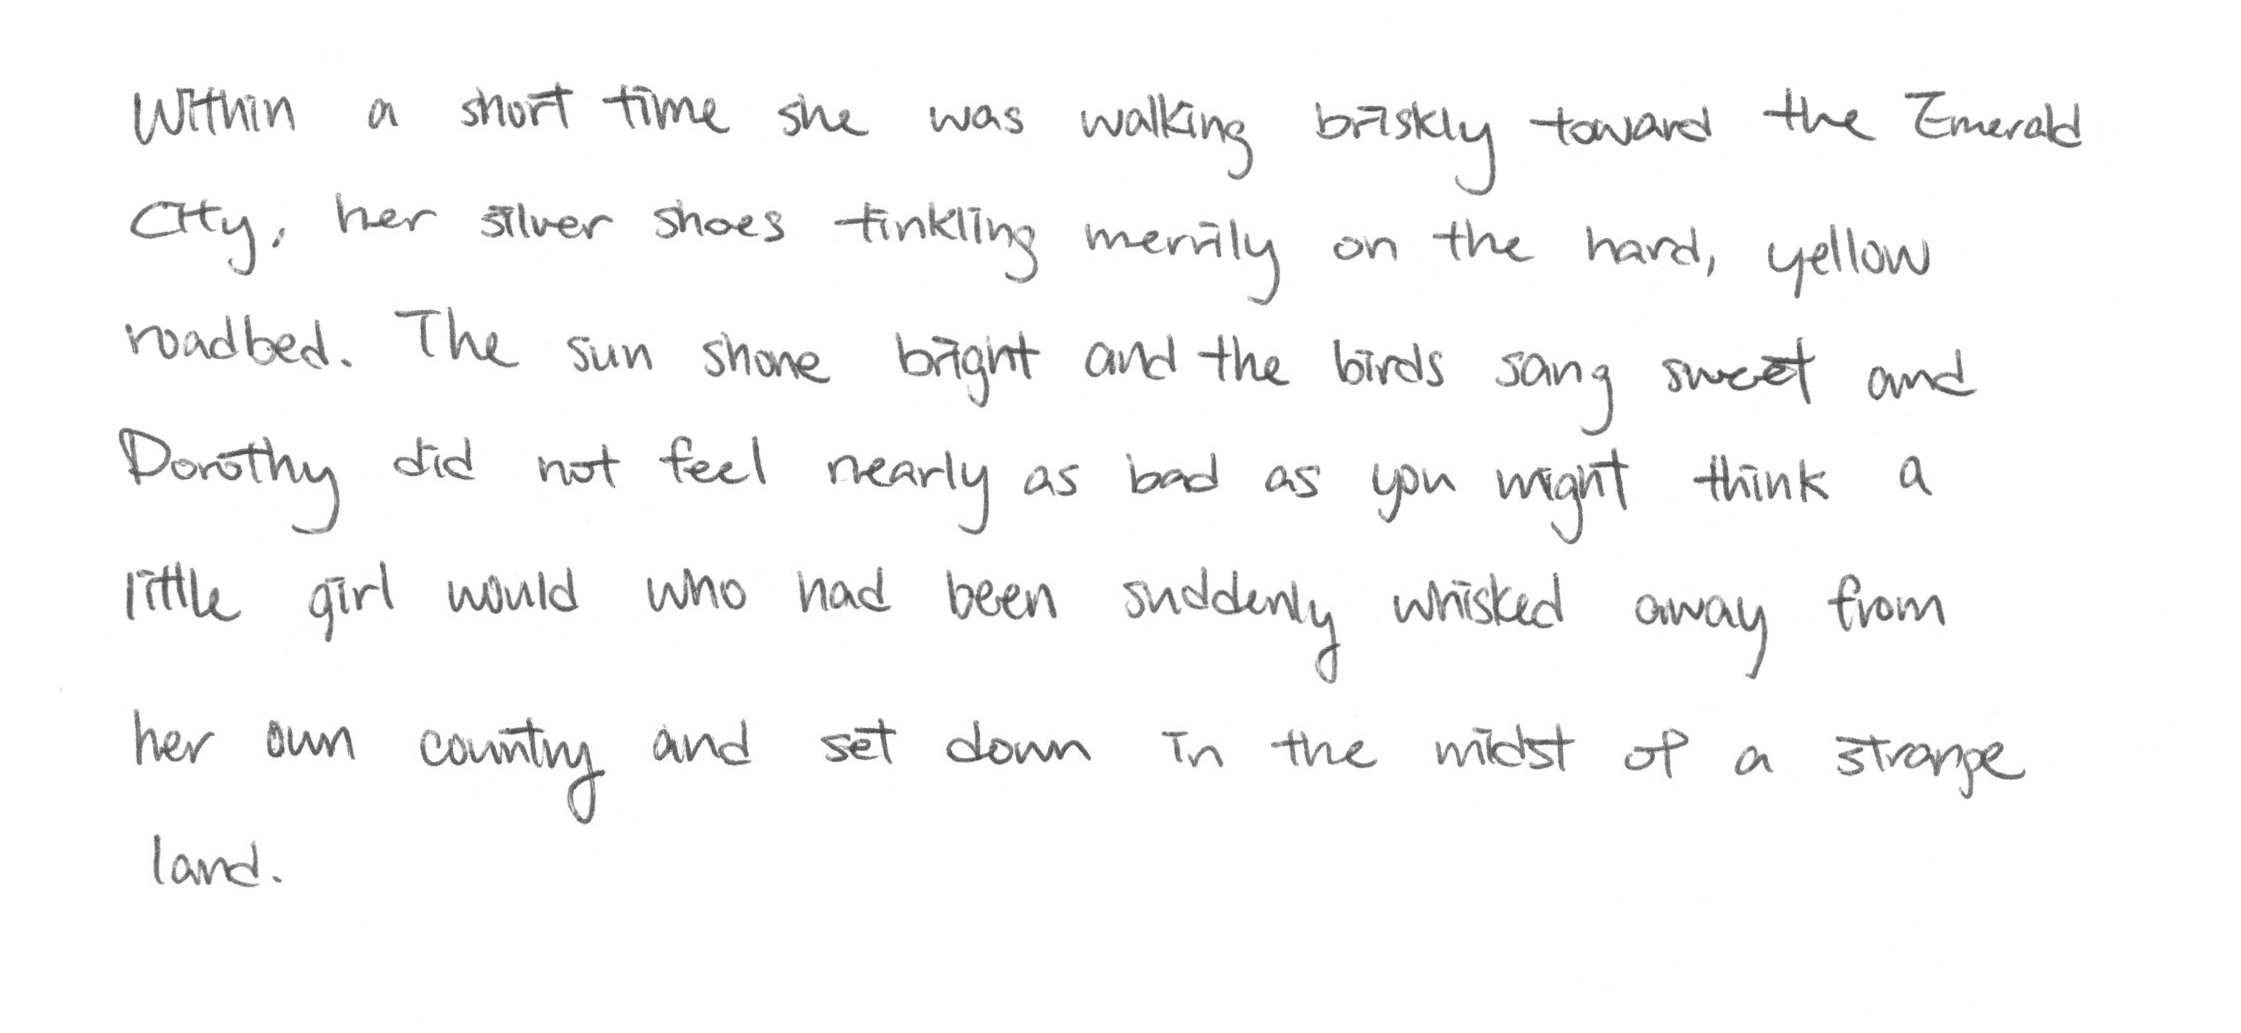 Within a short time she was walking briskly toward the Emerald
City, her silver shoes tinkling merrily on the hard, yellow
roadbed. The sun shone bright and the birds sang sweet and
Dorothy did not feel nearly as bad as you might think a
little girl would who had been suddenly whisked away from
her own country and set down in the midst of a strange
land.